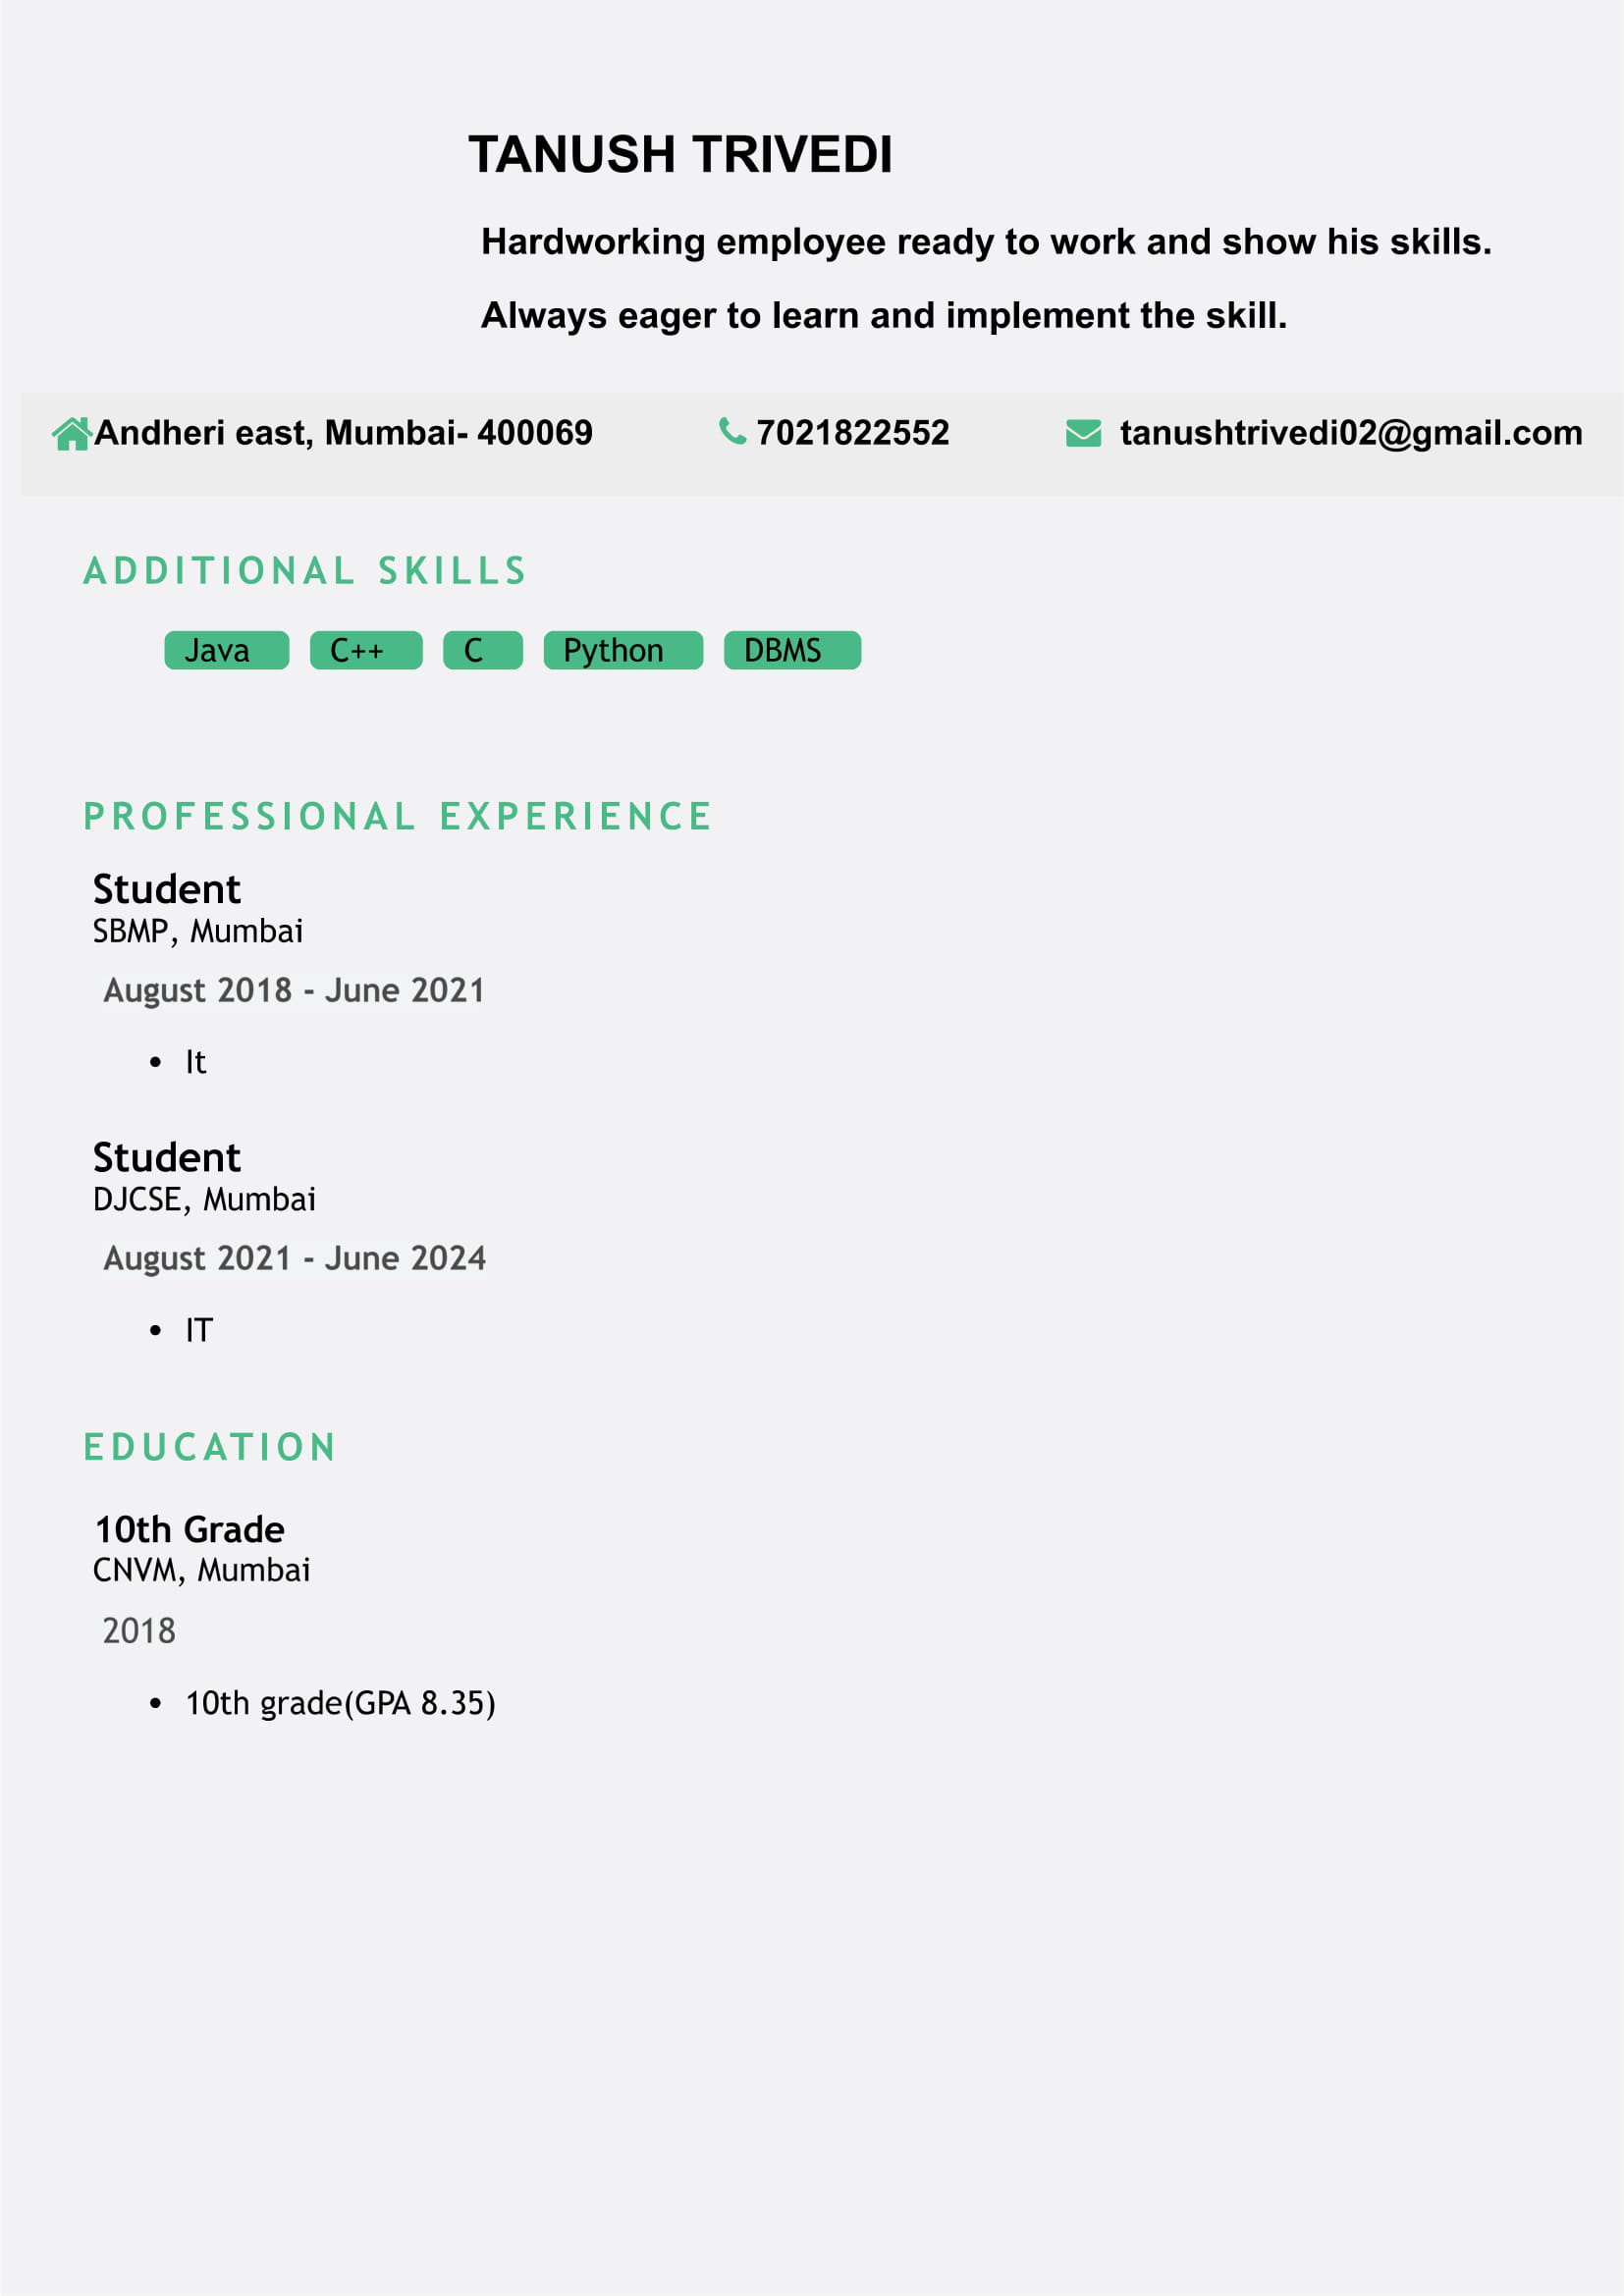 TANUSH TRIVEDI
Hardworking employee ready to work and show his skills.
Always eager to learn and implement the skill.
Andheri east, Mumbai- 400069 7021822552 tanushtrivedi02@gmail.com
ADDITIONAL SKILLS
Java C++ C Python DBMS
PROFESSIONAL EXPERIENCE
Student
SBMP, Mumbai
August 2018 - June 2021
• It
Student
DJCSE, Mumbai
August 2021 - June 2024
• IT
EDUCATION
10th Grade
CNVM, Mumbai
2018
• 10th grade(GPA 8.35)